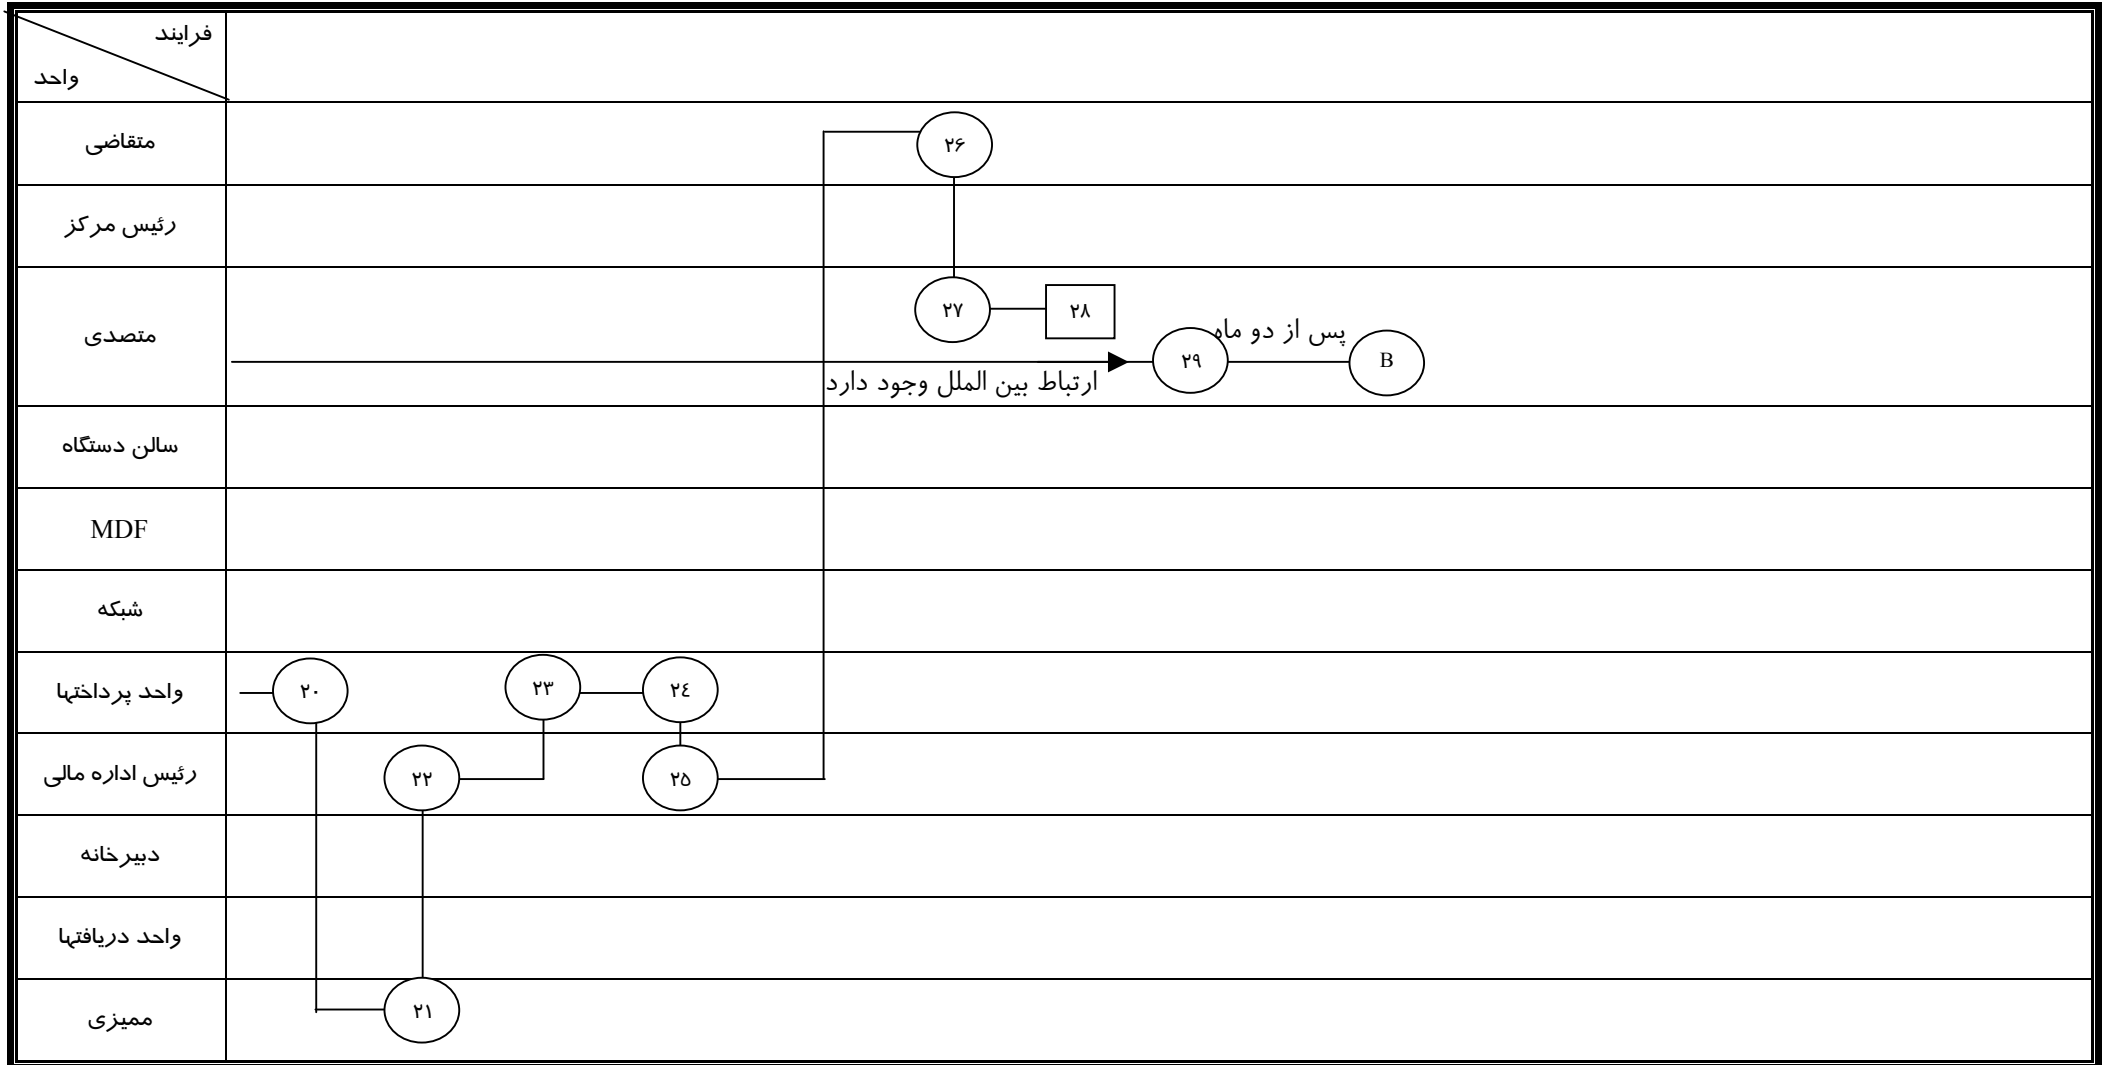 فرایند
واحد
متقاضی
۲۶
رئیس مرکز
متصدی
۲۷
۲۸
پس از دو ماه
۲۹
B
ارتباط بین الملل وجود دارد
سالن دستگاه
MDF
شبکه
واحد پرداختها
۲۰
۲۳
۲٤
رئیس اداره مالی
۲۲
۲۵
دبیرخانه
واحد دریافتها
ممیزی
۲۱